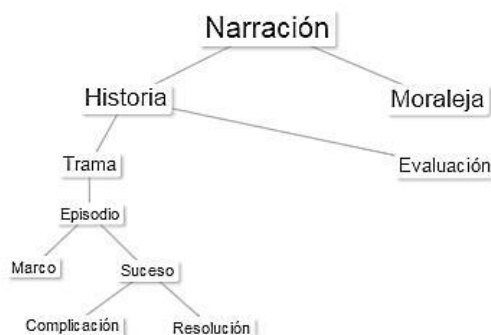 Narración
Historia
Moraleja
Trama
Evaluación
Episodio
Marco
Suceso
Complicación
Resolución